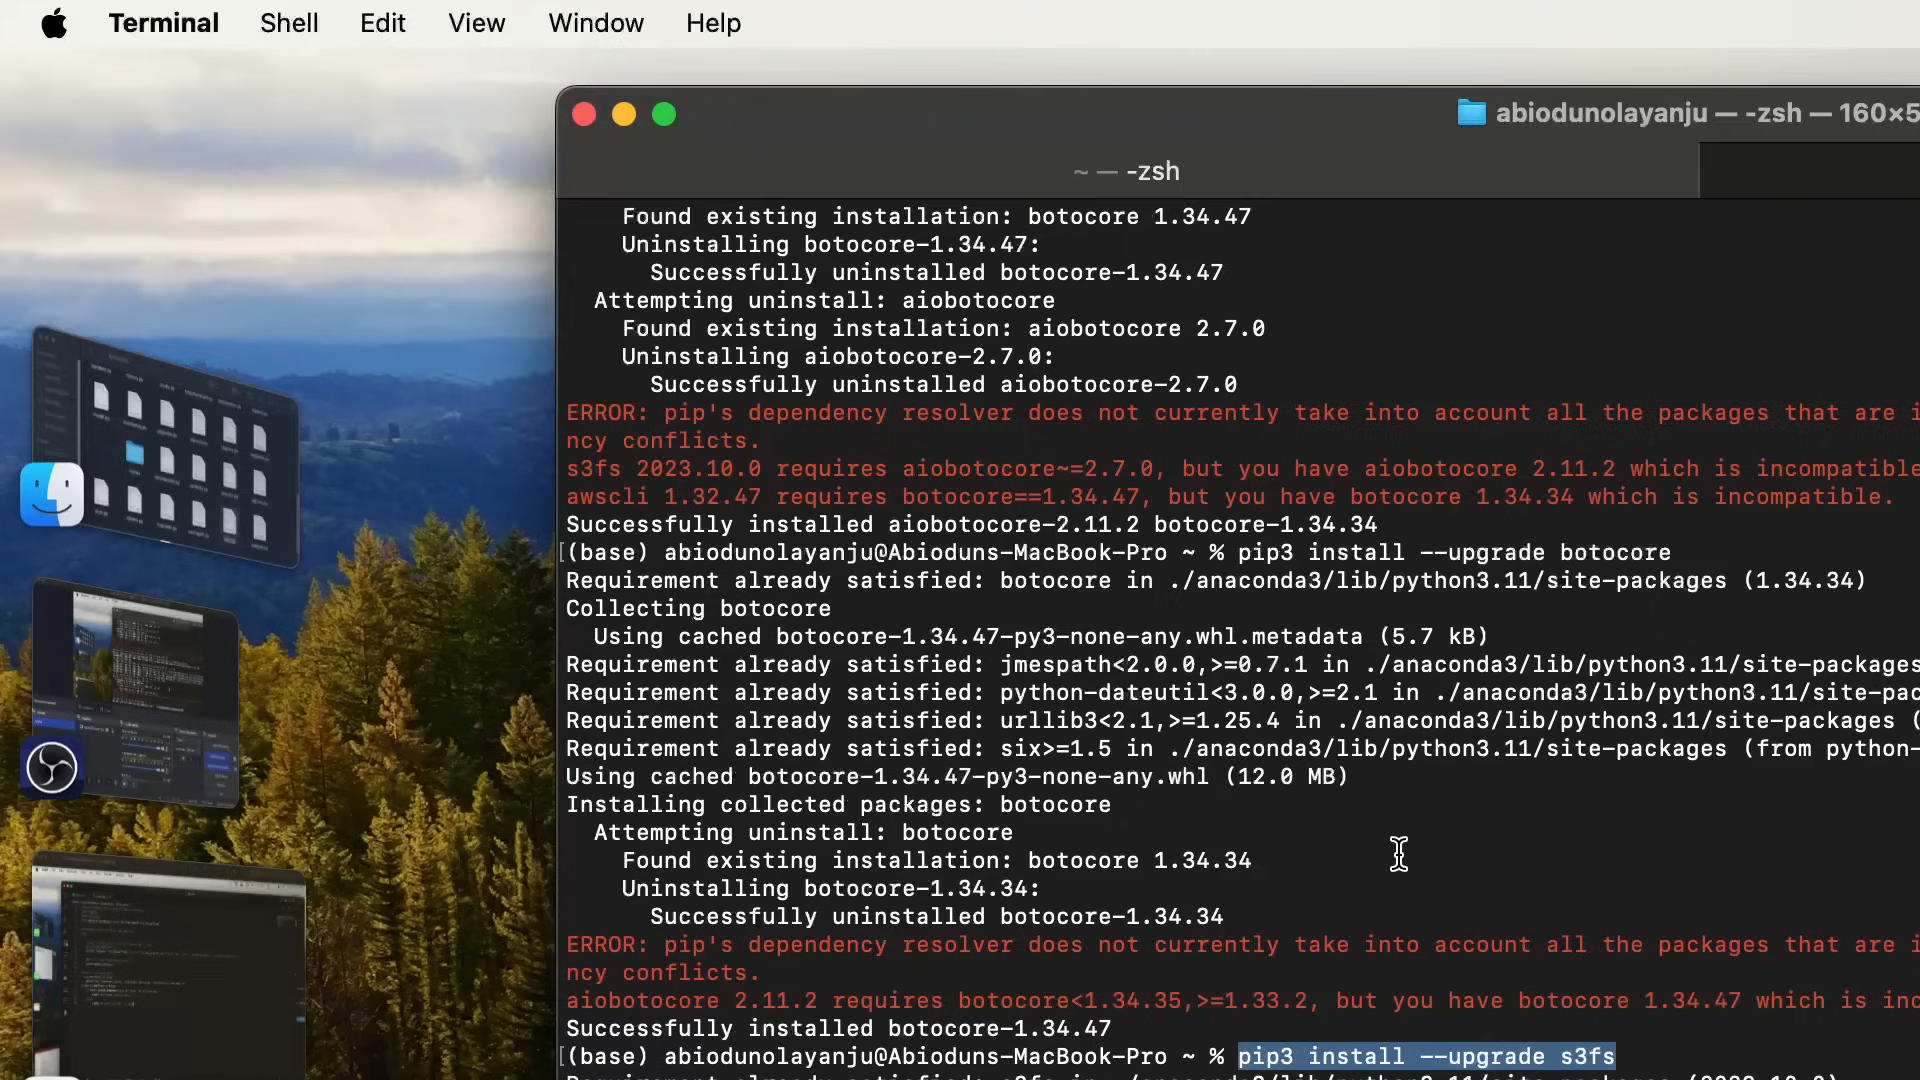 Terminal Shell Edit View Window Help
abiodunolayanju — -zsh — 160×5
~ — -zsh
Found existing installation: botocore 1.34.47
Uninstalling botocore-1.34.47:
Successfully uninstalled botocore-1.34.47
Attempting uninstall: aiobotocore
Found existing installation: aiobotocore 2.7.0
Uninstalling aiobotocore-2.7.0:
Successfully uninstalled aiobotocore-2.7.0
ERROR: pip's dependency resolver does not currently take into account all the packages that are i
ncy conflicts.
s3fs 2023.10.0 requires aiobotocore~=2.7.0, but you have aiobotocore 2.11.2 which is incompatible
awscli 1.32.47 requires botocore==1.34.47, but you have botocore 1.34.34 which is incompatible.
Successfully installed aiobotocore-2.11.2 botocore-1.34.34
[(base) abiodunolayanju@Abioduns-MacBook-Pro ~ % pip3 install --upgrade botocore
Requirement already satisfied: botocore in ./anaconda3/lib/python3.11/site-packages (1.34.34)
Collecting botocore
Using cached botocore-1.34.47-py3-none-any.whl.metadata (5.7 kB)
Requirement already satisfied: jmespath<2.0.0,>=0.7.1 in ./anaconda3/lib/python3.11/site-packages
Requirement already satisfied: python-dateutil<3.0.0,>=2.1 in ./anaconda3/lib/python3.11/site-pac
Requirement already satisfied: urllib3<2.1,>=1.25.4 in ./anaconda3/lib/python3.11/site-packages (
Requirement already satisfied: six>=1.5 in ./anaconda3/lib/python3.11/site-packages (from python-
Using cached botocore-1.34.47-py3-none-any.whl (12.0 MB)
Installing collected packages: botocore
Attempting uninstall: botocore
Found existing installation: botocore 1.34.34
Uninstalling botocore-1.34.34:
Successfully uninstalled botocore-1.34.34
ERROR: pip's dependency resolver does not currently take into account all the packages that are i
ncy conflicts.
aiobotocore 2.11.2 requires botocore<1.34.35,>=1.33.2, but you have botocore 1.34.47 which is inc
Successfully installed botocore-1.34.47
[(base) abiodunolayanju@Abioduns-MacBook-Pro ~ % pip3 install --upgrade s3fs